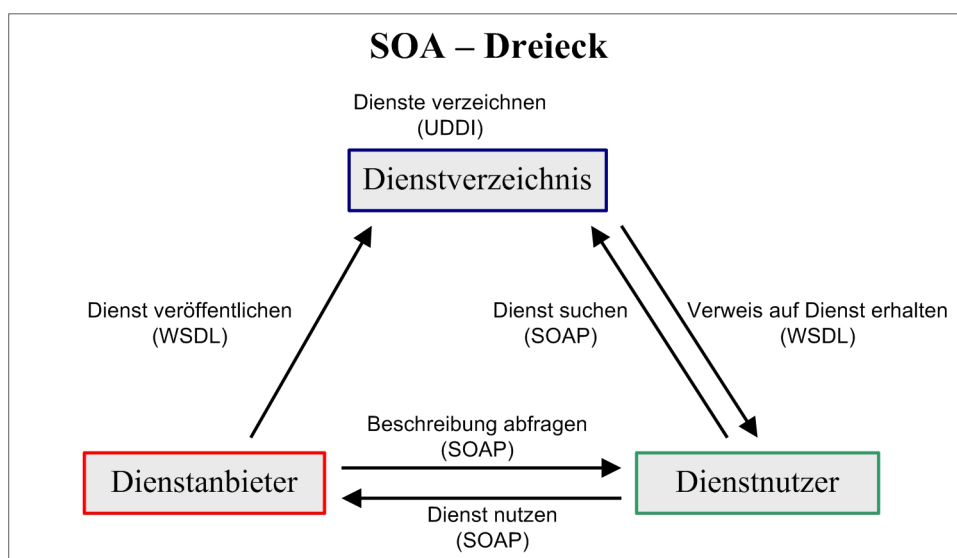 SOA – Dreieck
Dienste verzeichnen
(UDDI)
Dienstverzeichnis
Dienst veröffentlichen
(WSDL)
Dienst suchen
(SOAP)
Verweis auf Dienst erhalten
(WSDL)
Beschreibung abfragen
(SOAP)
Dienstanbieter
Dienstnutzer
Dienst nutzen
(SOAP)